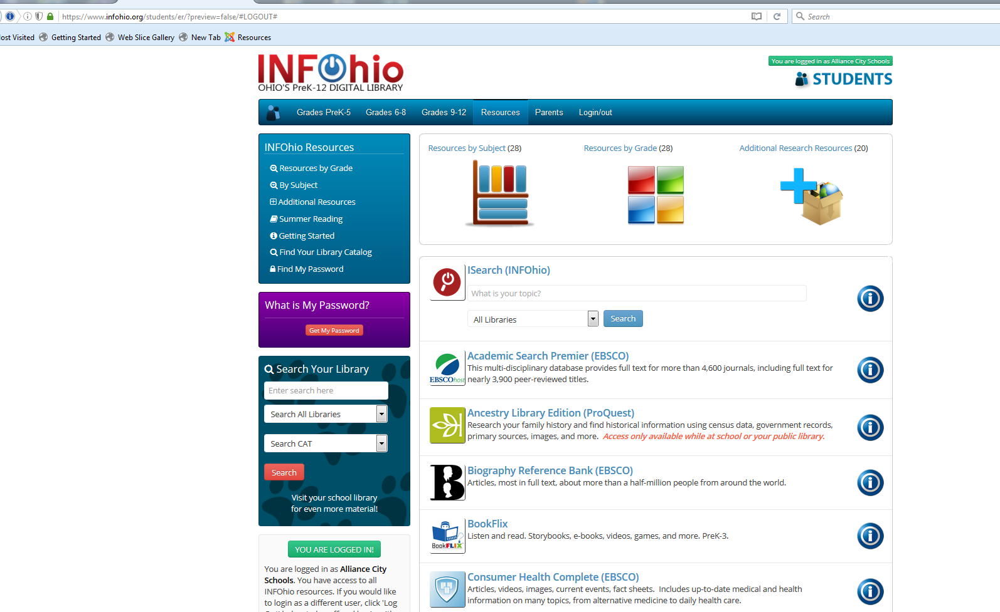 https://www.infohio.org/students/er/?preview=false/#LOGOUT#
Search
ost Visited Getting Started Web Slice Gallery New Tab Resources
INFOhio
OHIO'S PreK-12 DIGITAL LIBRARY
You are logged in as Alliance City Schools
STUDENTS
Grades PreK-5 Grades 6-8 Grades 9-12 Resources Parents Login/out
INFOhio Resources
Resources by Grade
By Subject
Additional Resources
Summer Reading
Getting Started
Find Your Library Catalog
Find My Password
What is My Password?
Get My Password
Search Your Library
Enter search here
Search All Libraries
Search CAT
Search
Visit your school library
for even more material!
YOU ARE LOGGED IN!
You are logged in as Alliance City
Schools. You have access to all
INFOhio resources. If you would like
to login as a different user, click 'Log
Resources by Subject (28) Resources by Grade (28) Additional Research Resources (20)
ISearch (INFOhio)
What is your topic?
All Libraries Search
Academic Search Premier (EBSCO)
EBSCOhost
This multi-disciplinary database provides full text for more than 4,600 journals, including full text for
nearly 3,900 peer-reviewed titles.
Ancestry Library Edition (ProQuest)
Research your family history and find historical information using census data, government records,
primary sources, images, and more. Access only available while at school or your public library.
B
Biography Reference Bank (EBSCO)
Articles, most in full text, about more than a half-million people from around the world.
BookFLIX
BookFlix
Listen and read. Storybooks, e-books, videos, games, and more. PreK-3.
Consumer Health Complete (EBSCO)
Articles, videos, images, current events, fact sheets. Includes up-to-date medical and health
information on many topics, from alternative medicine to daily health care.